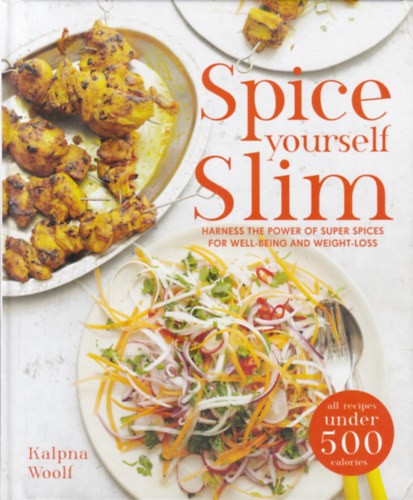 Spice
yourself
Slim
HARNESS THE POWER OF SUPER SPICES
FOR WELL-BEING AND WEIGHT-LOSS
all recipes
under
500
calories
Kalpna
Woolf